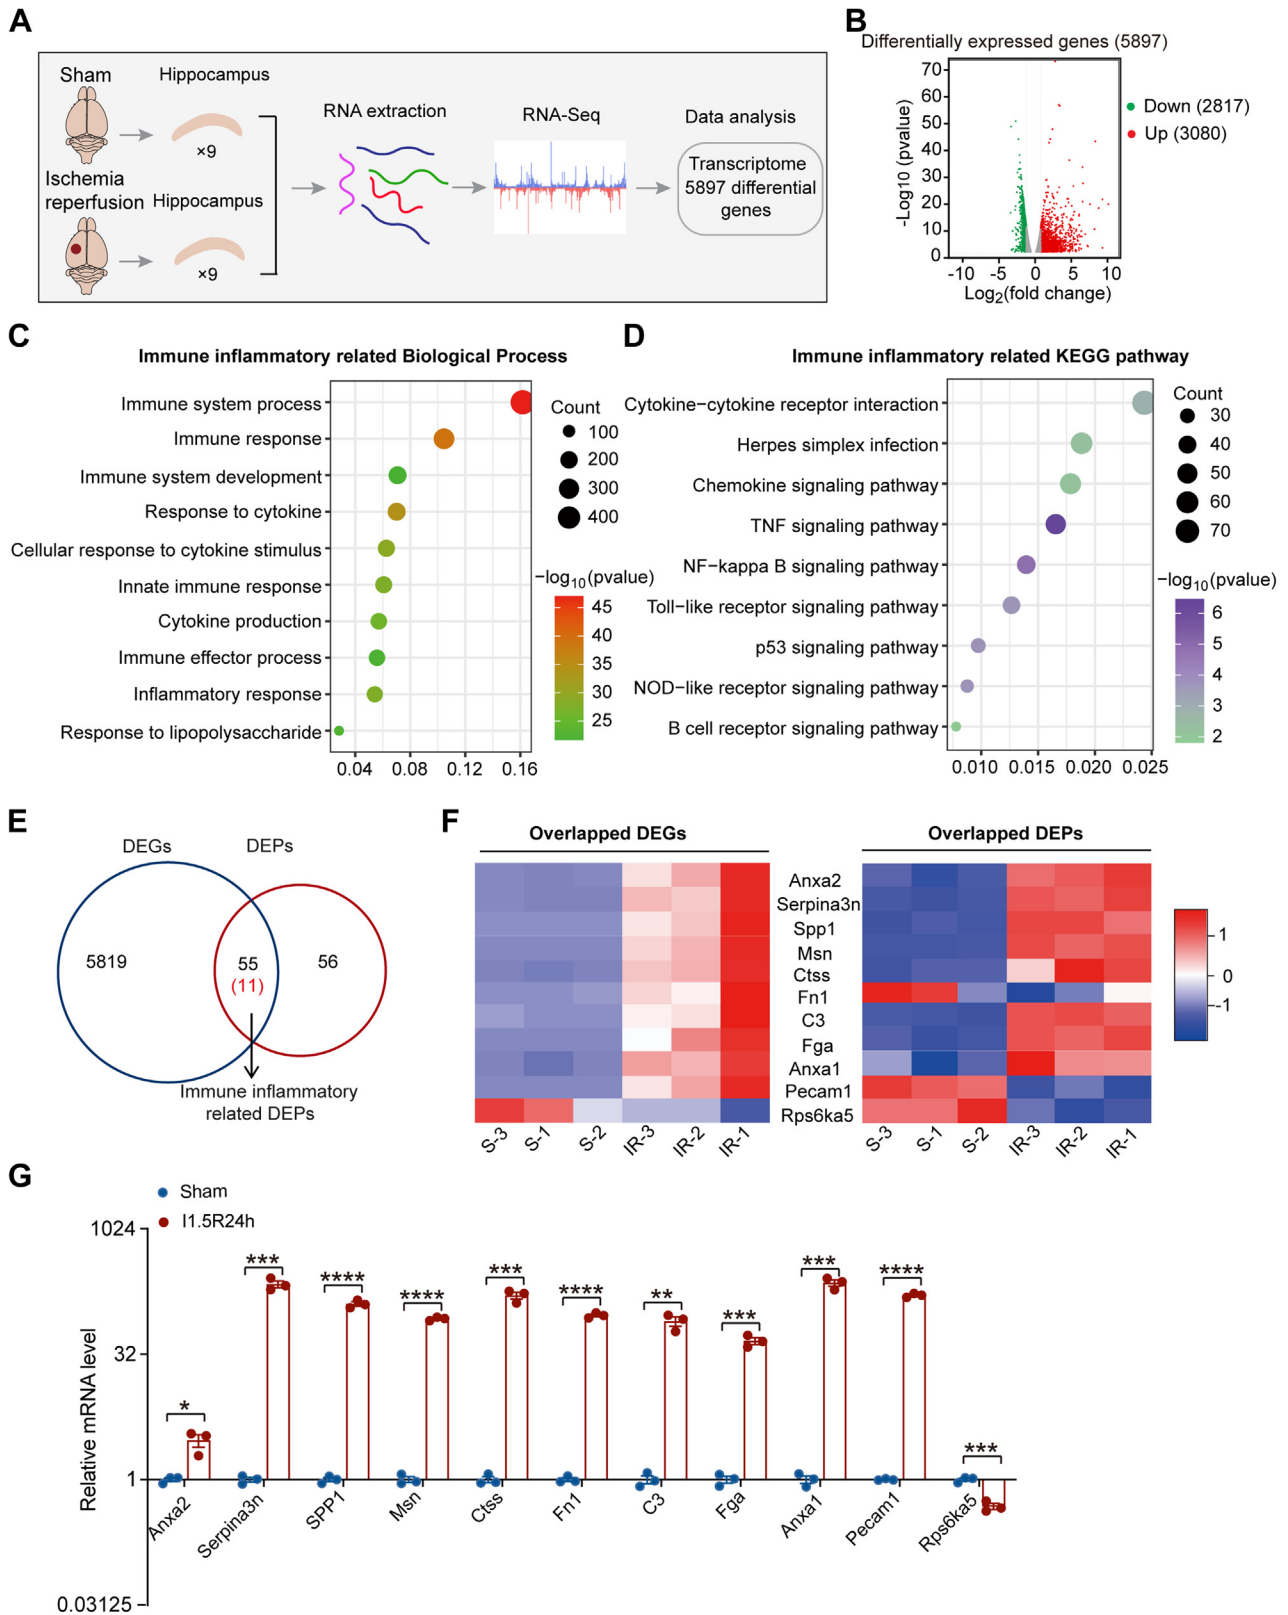 A
Sham
Hippocampus
×9
Ischemia
reperfusion
Hippocampus
×9
RNA extraction
RNA-Seq
Data analysis
Transcriptome
5897 differential
genes
B
Differentially expressed genes (5897)
-Log10 (pvalue)
70
60
50
40
30
20
10
0
-10 -5 0 5 10
Log2(fold change)
Down (2817)
Up (3080)
C
Immune inflammatory related Biological Process
Immune system process
Immune response
Immune system development
Response to cytokine
Cellular response to cytokine stimulus
Innate immune response
Cytokine production
Immune effector process
Inflammatory response
Response to lipopolysaccharide
0.04 0.08 0.12 0.16
Count
100
200
300
400
−log10(pvalue)
45
40
35
30
25
D
Immune inflammatory related KEGG pathway
Cytokine−cytokine receptor interaction
Herpes simplex infection
Chemokine signaling pathway
TNF signaling pathway
NF−kappa B signaling pathway
Toll−like receptor signaling pathway
p53 signaling pathway
NOD−like receptor signaling pathway
B cell receptor signaling pathway
0.010 0.015 0.020 0.025
Count
30
40
50
60
70
−log10(pvalue)
6
5
4
3
2
E
DEGs
DEPs
5819
55
(11)
56
Immune inflammatory
related DEPs
F
Overlapped DEGs
Overlapped DEPs
Anxa2
Serpina3n
Spp1
Msn
Ctss
Fn1
C3
Fga
Anxa1
Pecam1
Rps6ka5
S-3 S-1 S-2 IR-3 IR-2 IR-1
S-3 S-1 S-2 IR-3 IR-2 IR-1
1
0
-1
G
Sham
I1.5R24h
Relative mRNA level
1024
32
1
0.03125
* *** **** **** *** **** ** *** *** **** ***
Anxa2 Serpina3n SPP1 Msn Ctss Fn1 C3 Fga Anxa1 Pecam1 Rps6ka5